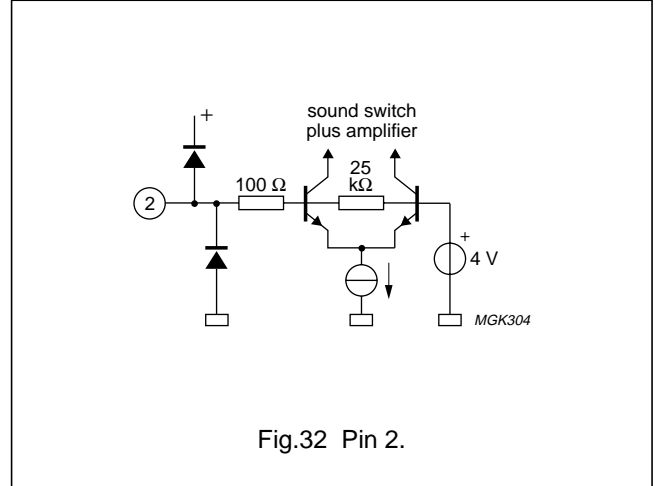 sound switch
plus amplifier
+
25
kΩ
100 Ω
2
+
4 V
MGK304
Fig.32 Pin 2.